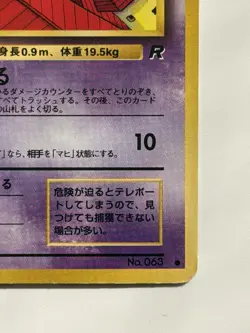 身長0.9m、体重19.5kg
R
る
るダメージカウンターをすべてとりのぞき、
すべてトラッシュする。その後、このカード
の山札をよく切る。
10
」なら、相手を「マヒ」状態にする。
る
危険が迫るとテレポー
トしてしまうので、見
つけても捕獲できない
場合が多い。
No.063